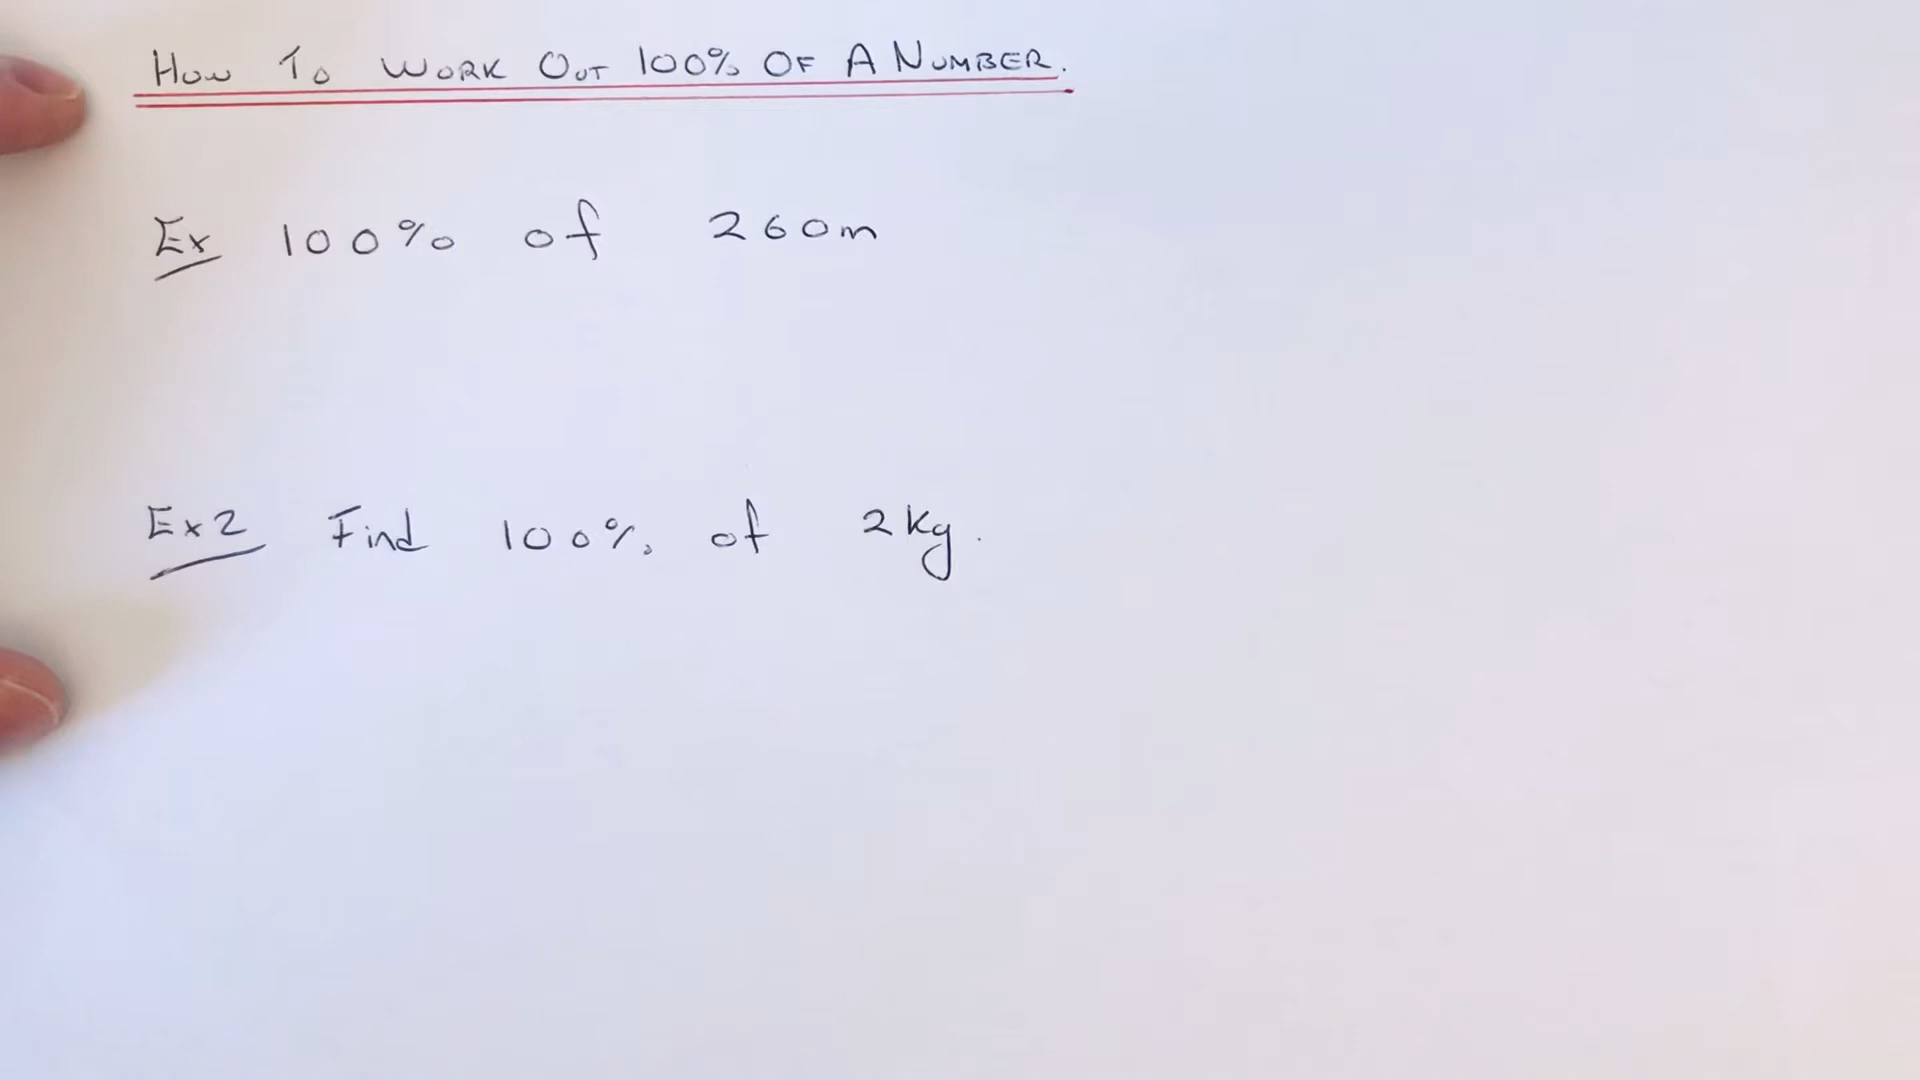 HOW TO WORK OUT 100% OF A NUMBER.
Ex 100% of 260m
Ex2 Find 100% of 2kg.